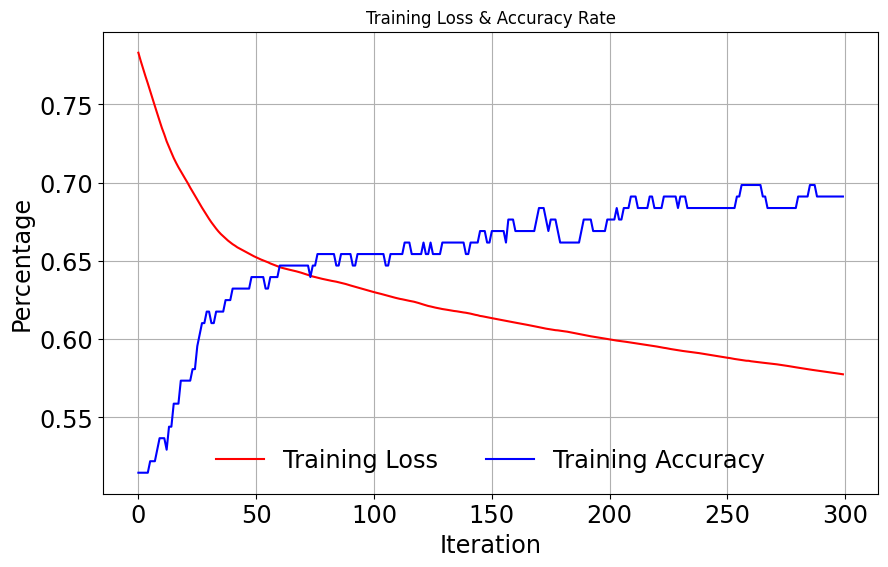 Training Loss & Accuracy Rate
Percentage
0.75
0.70
0.65
0.60
0.55
Training Loss
Training Accuracy
0 50 100 150 200 250 300
Iteration